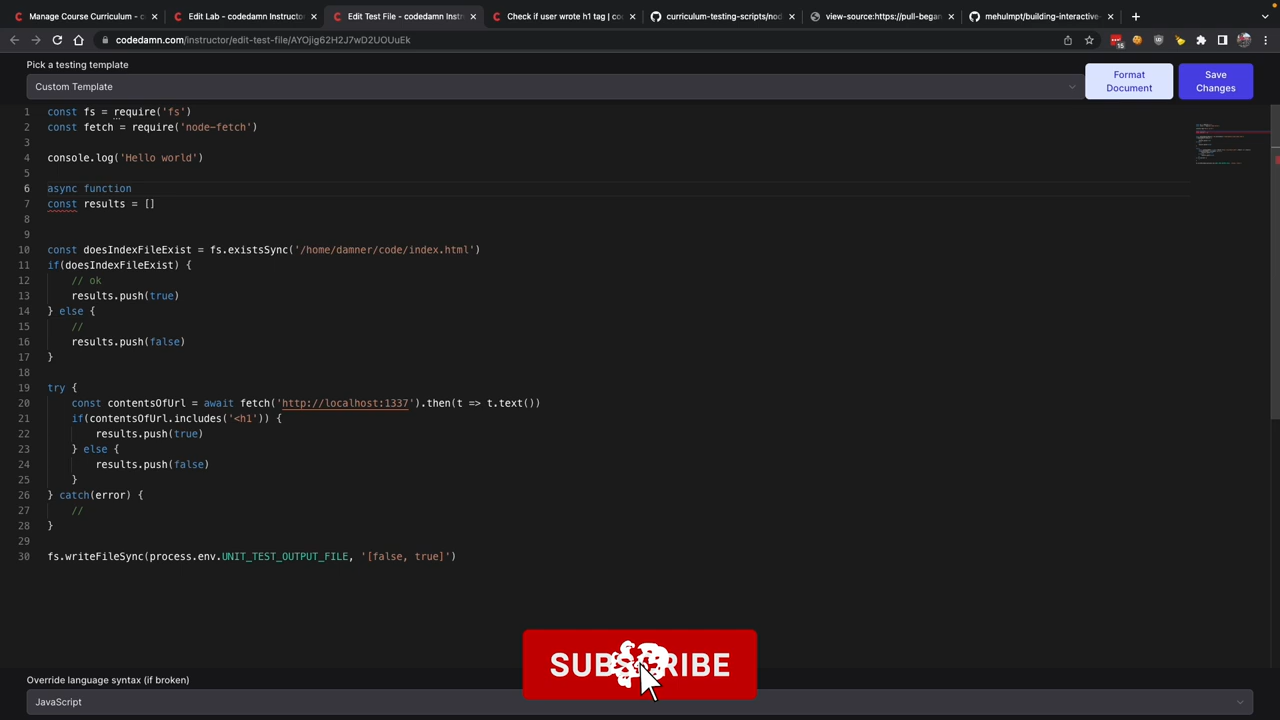 Manage Course Curriculum - c
Edit Lab - codedamn Instructor
Edit Test File - codedamn Inst
Check if user wrote h1 tag | co
curriculum-testing-scripts/nod
view-source:https://pull-began
mehulmpt/building-interactive-
codedamn.com/instructor/edit-test-file/AYOjig62H2J7wD2UOUuEk
15
Pick a testing template
Custom Template
Format
Document
Save
Changes
1 const fs = require('fs')
2 const fetch = require('node-fetch')
3
4 console.log('Hello world')
5
6 async function
7 const results = []
8
9
10 const doesIndexFileExist = fs.existsSync('/home/damner/code/index.html')
11 if(doesIndexFileExist) {
12 // ok
13 results.push(true)
14 } else {
15 //
16 results.push(false)
17 }
18
19 try {
20 const contentsOfUrl = await fetch('http://localhost:1337').then(t => t.text())
21 if(contentsOfUrl.includes('<h1')) {
22 results.push(true)
23 } else {
24 results.push(false)
25 }
26 } catch(error) {
27 //
28 }
29
30 fs.writeFileSync(process.env.UNIT_TEST_OUTPUT_FILE, '[false, true]')
SUBSCRIBE
Override language syntax (if broken)
JavaScript